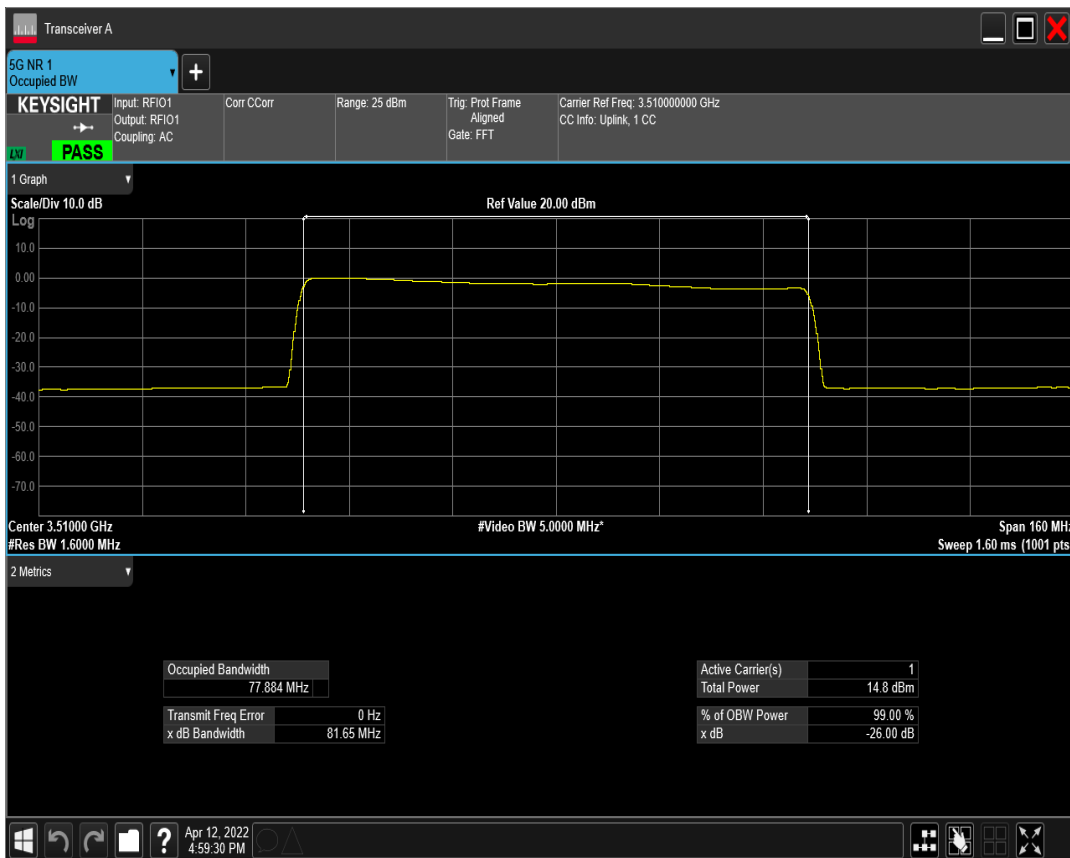 Transceiver A
5G NR 1
Occupied BW
KEYSIGHT
Input: RFIO1
Output: RFIO1
Coupling: AC
Corr CCorr
Range: 25 dBm
Trig: Prot Frame
Aligned
Gate: FFT
Carrier Ref Freq: 3.510000000 GHz
CC Info: Uplink, 1 CC
LXI
PASS
1 Graph
Scale/Div 10.0 dB
Ref Value 20.00 dBm
Log
10.0
0.00
-10.0
-20.0
-30.0
-40.0
-50.0
-60.0
-70.0
Center 3.51000 GHz
#Video BW 5.0000 MHz*
Span 160 MHz
#Res BW 1.6000 MHz
Sweep 1.60 ms (1001 pts
2 Metrics
Occupied Bandwidth
77.884 MHz
Transmit Freq Error 0 Hz
x dB Bandwidth 81.65 MHz
Active Carrier(s) 1
Total Power 14.8 dBm
% of OBW Power 99.00 %
x dB -26.00 dB
?
Apr 12, 2022
4:59:30 PM